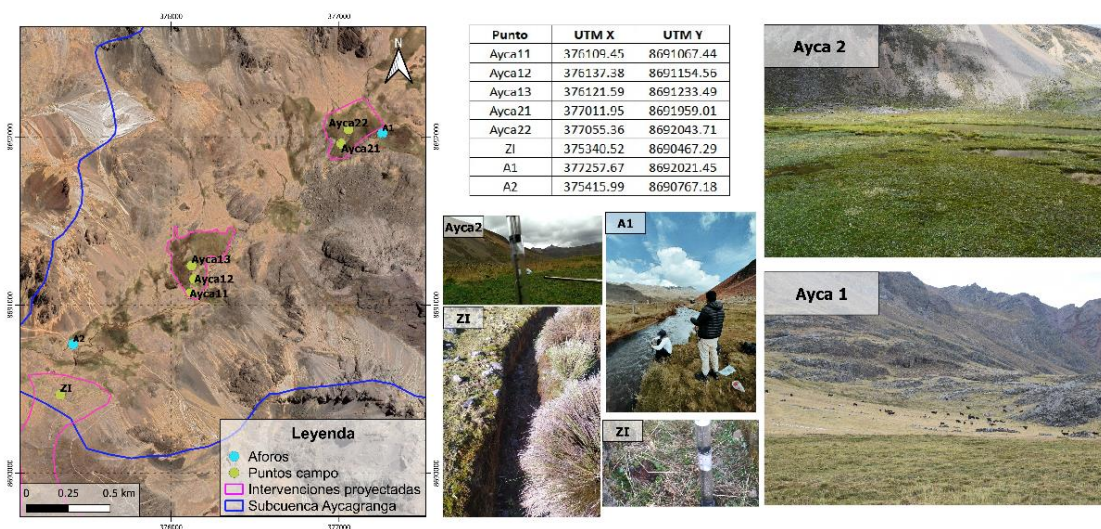 376000 377000
N
Ayca22
A1
Ayca21
Ayca13
Ayca12
Ayca11
A2
ZI
8692000
8691000
8690000
Leyenda
Aforos
Puntos campo
Intervenciones proyectadas
Subcuenca Aycagranga
0 0.25 0.5 km
376000 377000
Punto UTM X UTM Y
Ayca11 376109.45 8691067.44
Ayca12 376137.38 8691154.56
Ayca13 376121.59 8691233.49
Ayca21 377011.95 8691959.01
Ayca22 377055.36 8692043.71
ZI 375340.52 8690467.29
A1 377257.67 8692021.45
A2 375415.99 8690767.18
Ayca2
A1
ZI
ZI
Ayca 2
Ayca 1